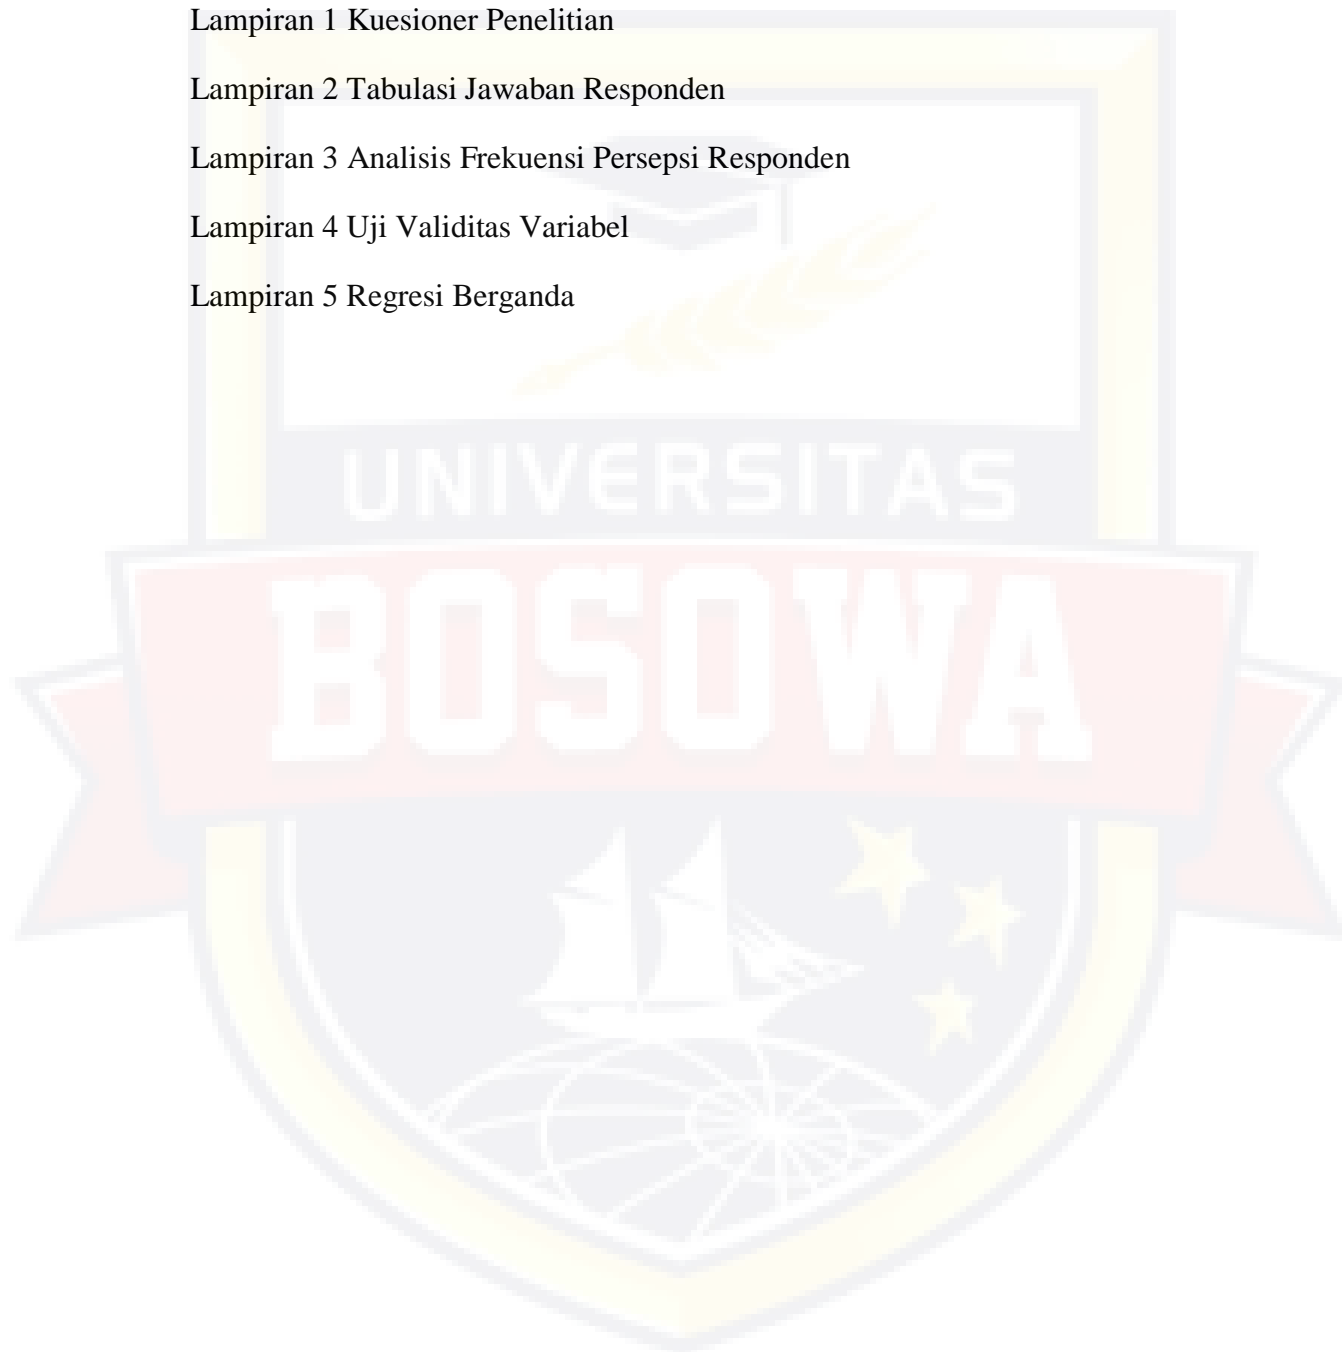 Lampiran 1 Kuesioner Penelitian
Lampiran 2 Tabulasi Jawaban Responden
Lampiran 3 Analisis Frekuensi Persepsi Responden
Lampiran 4 Uji Validitas Variabel
Lampiran 5 Regresi Berganda
UNIVERSITAS
BOSOWA